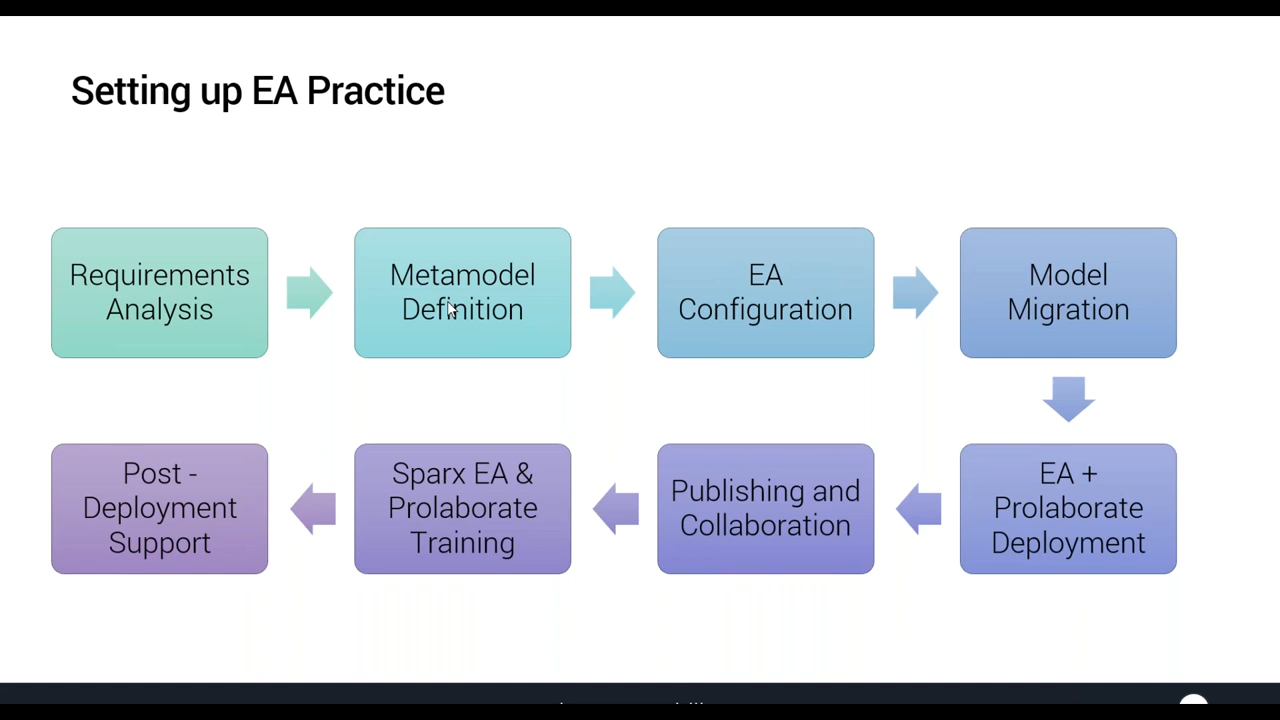 Setting up EA Practice
Requirements
Analysis
Metamodel
Definition
EA
Configuration
Model
Migration
EA +
Prolaborate
Deployment
Publishing and
Collaboration
Sparx EA &
Prolaborate
Training
Post -
Deployment
Support